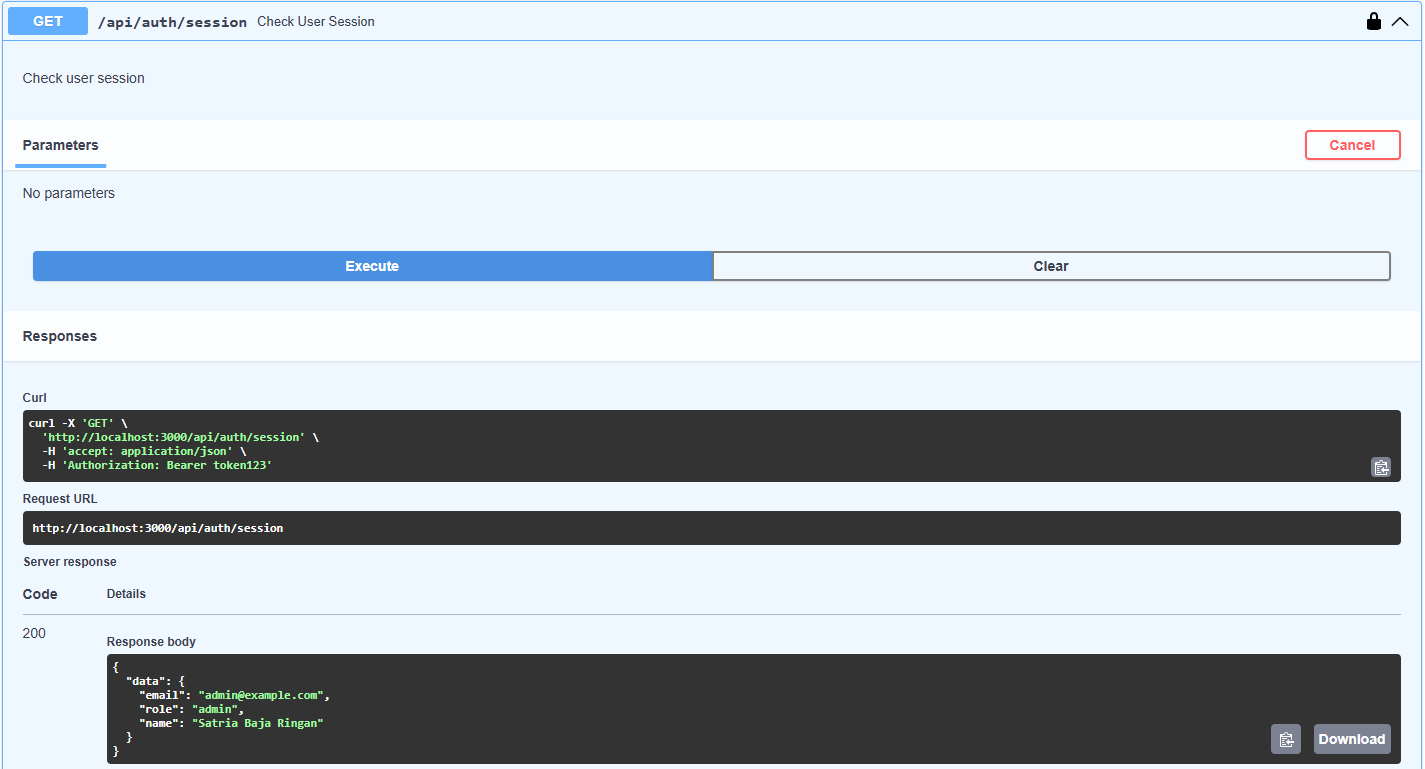 GET /api/auth/session Check User Session
Check user session
Parameters
Cancel
No parameters
Execute
Clear
Responses
Curl
curl -X 'GET' \
  'http://localhost:3000/api/auth/session' \
  -H 'accept: application/json' \
  -H 'Authorization: Bearer token123'
Request URL
http://localhost:3000/api/auth/session
Server response
Code Details
200
Response body
{
  "data": {
    "email": "admin@example.com",
    "role": "admin",
    "name": "Satria Baja Ringan"
  }
}
Download